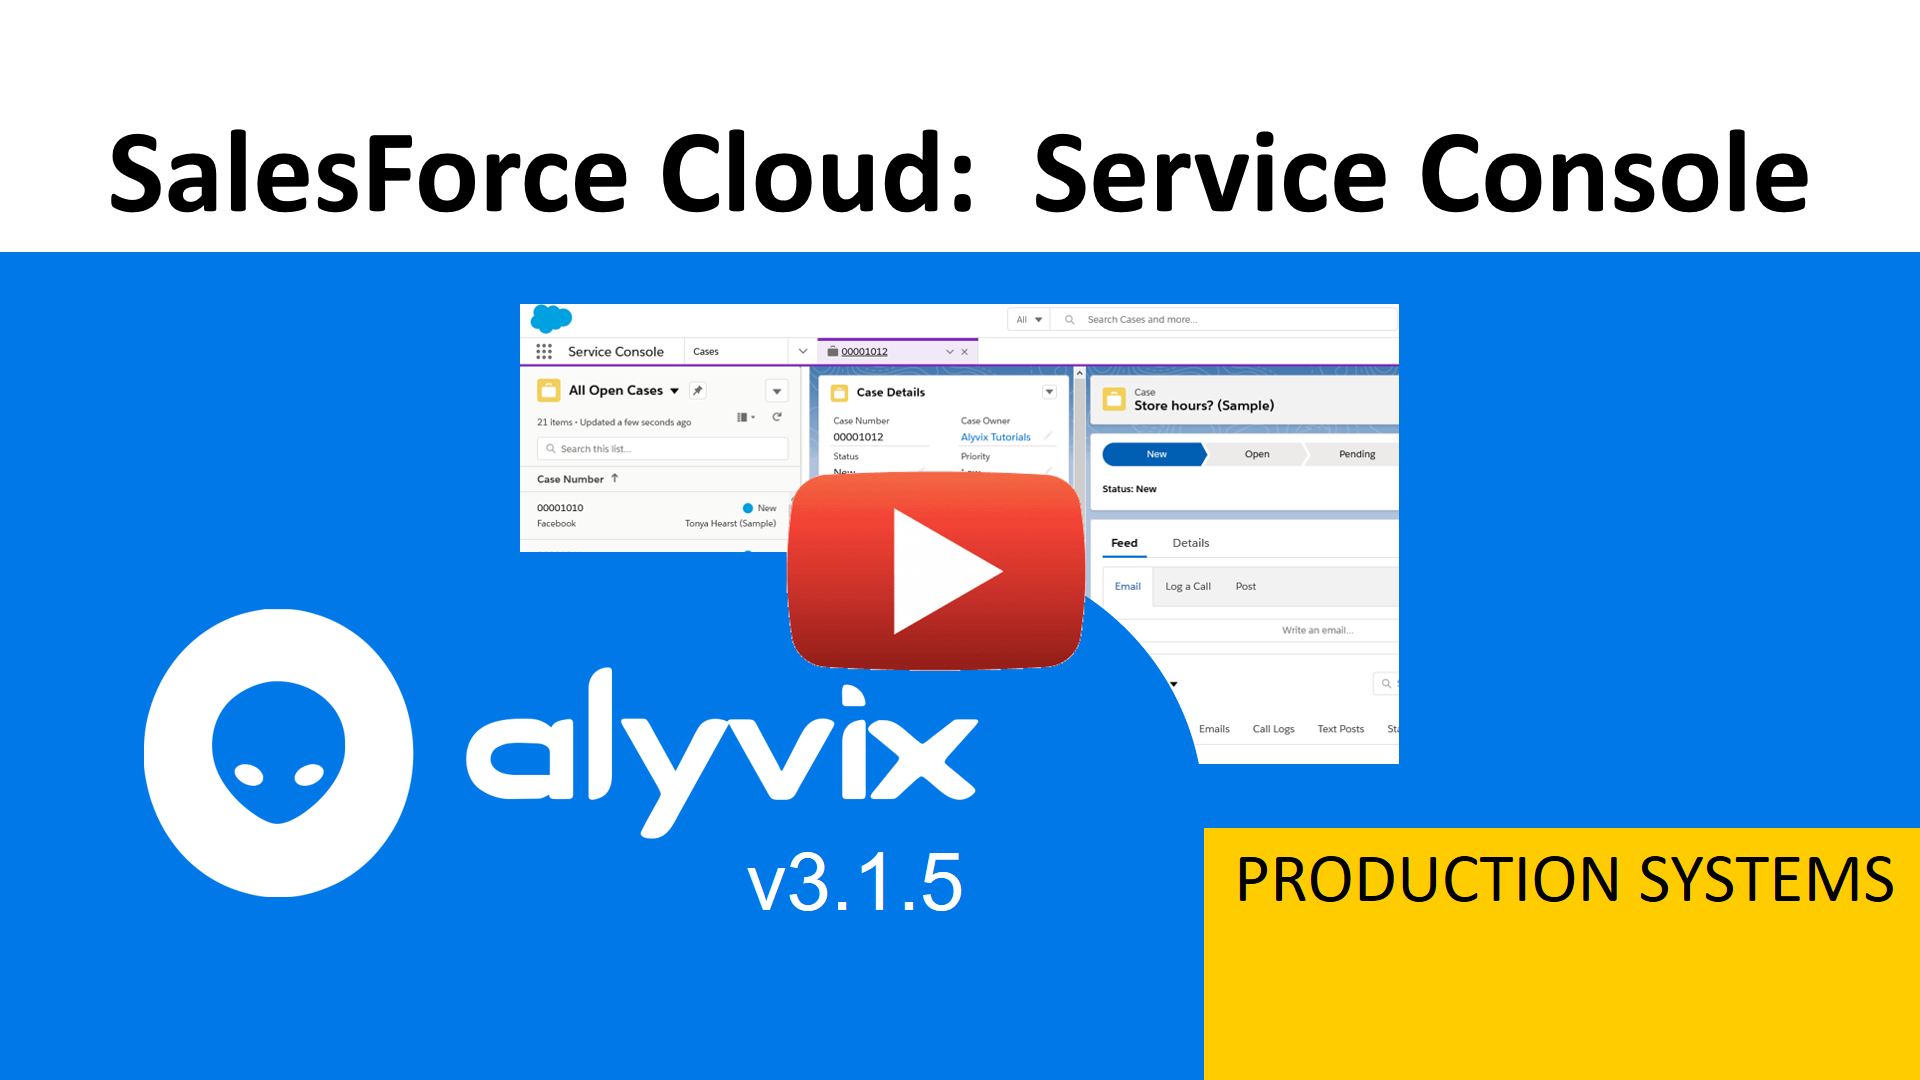 SalesForce Cloud:  Service Console
All
Search Cases and more...
Service Console
Cases
00001012
All Open Cases
21 Items • Updated a few seconds ago
Search this list...
Case Number
00001010
New
Facebook
Tonya Hearst (Sample)
Case Details
Case Number
Case Owner
00001012
Alyvix Tutorials
Status
Priority
New
Case
Store hours? (Sample)
New
Open
Pending
Status: New
Feed
Details
Email
Log a Call
Post
Write an email...
Emails
Call Logs
Text Posts
alyvix
v3.1.5
PRODUCTION SYSTEMS